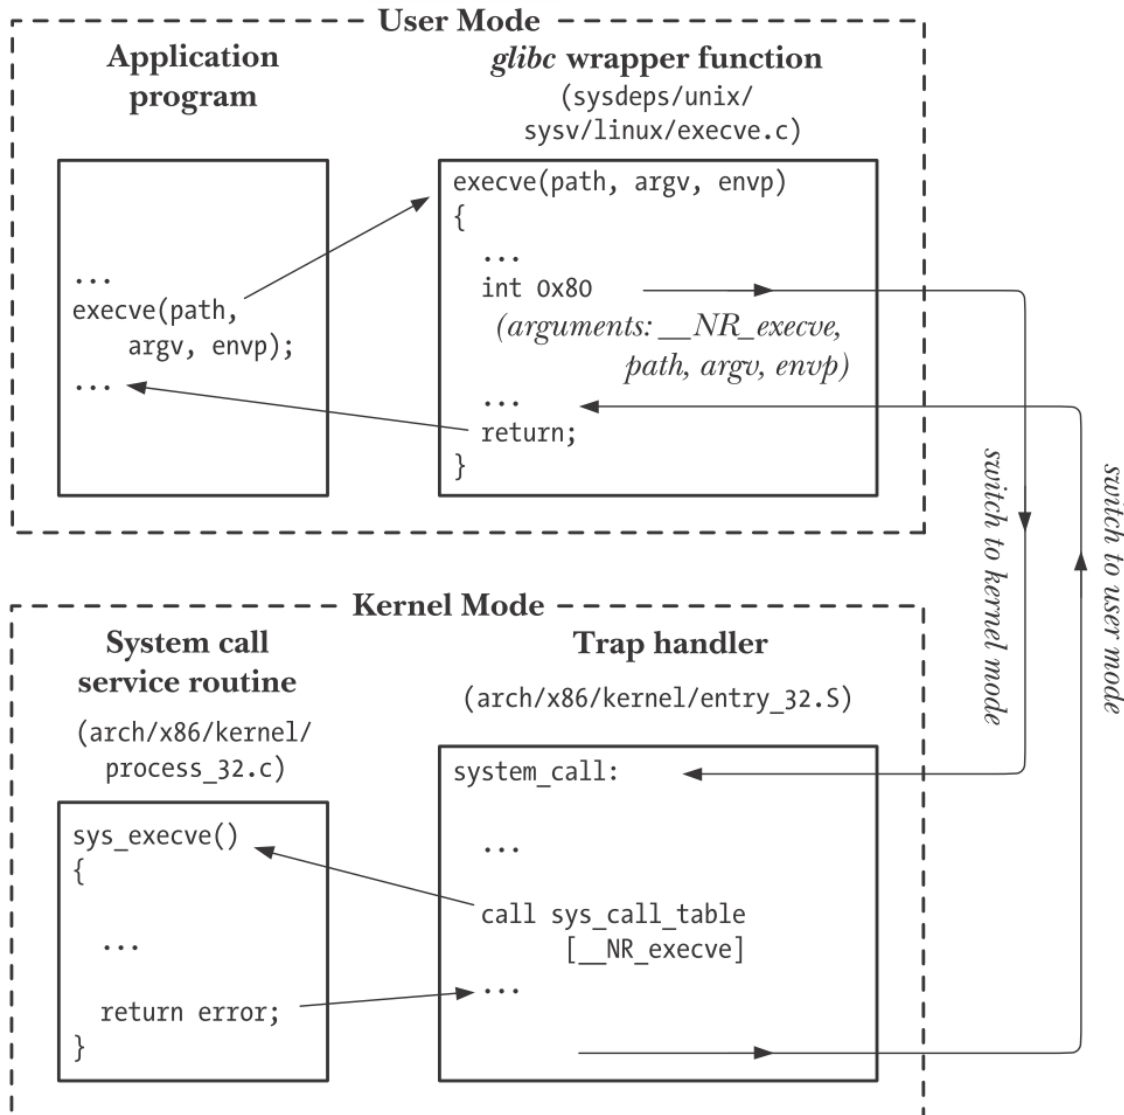 User Mode
Application
program
glibc wrapper function
(sysdeps/unix/
sysv/linux/execve.c)
...
execve(path,
argv, envp);
...
execve(path, argv, envp)
{
...
int 0x80
(arguments: __NR_execve,
path, argv, envp)
...
return;
}
switch to kernel mode
switch to user mode
Kernel Mode
System call
service routine
(arch/x86/kernel/
process_32.c)
Trap handler
(arch/x86/kernel/entry_32.S)
sys_execve()
{
...
return error;
}
system_call:
...
call sys_call_table
[__NR_execve]
...